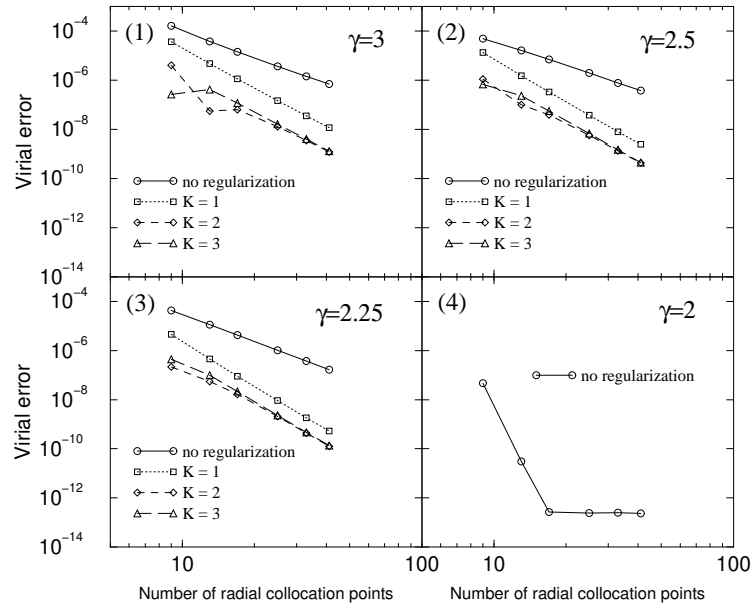 (1)
γ=3
Virial error
10⁻⁴
10⁻⁶
10⁻⁸
10⁻¹⁰
10⁻¹²
10⁻¹⁴
no regularization
K = 1
K = 2
K = 3
(2)
γ=2.5
no regularization
K = 1
K = 2
K = 3
(3)
γ=2.25
Virial error
10⁻⁴
10⁻⁶
10⁻⁸
10⁻¹⁰
10⁻¹²
10⁻¹⁴
no regularization
K = 1
K = 2
K = 3
10
100
Number of radial collocation points
(4)
γ=2
no regularization
10
100
Number of radial collocation points